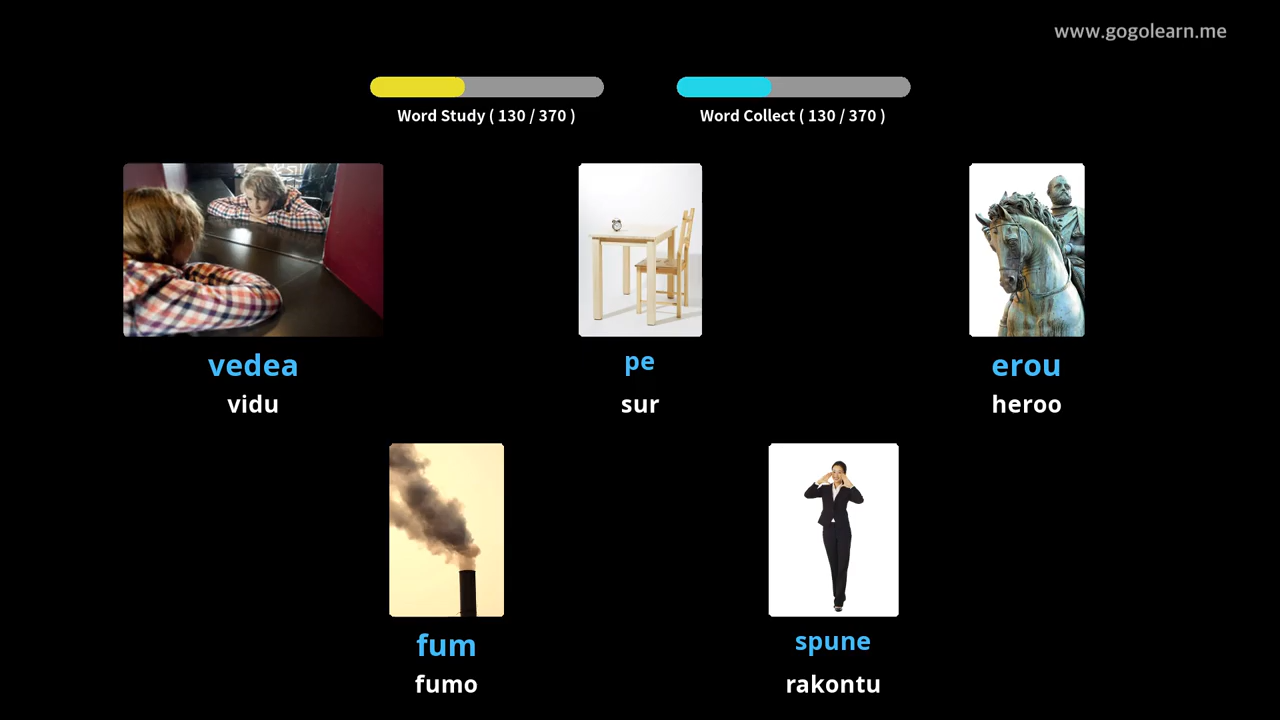 www.gogolearn.me
Word Study ( 130 / 370 )
Word Collect ( 130 / 370 )
vedea
vidu
pe
sur
erou
heroo
fum
fumo
spune
rakontu